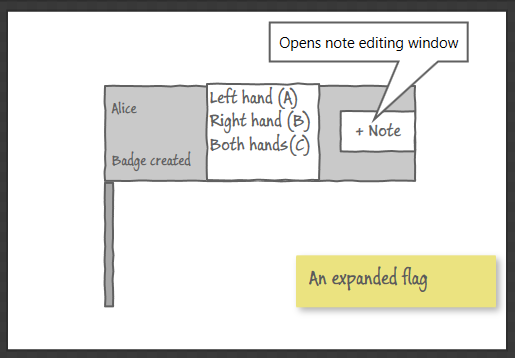 Opens note editing window
Alice
Left hand (A)
Right hand (B)
Both hands(C)
+ Note
Badge created
An expanded flag